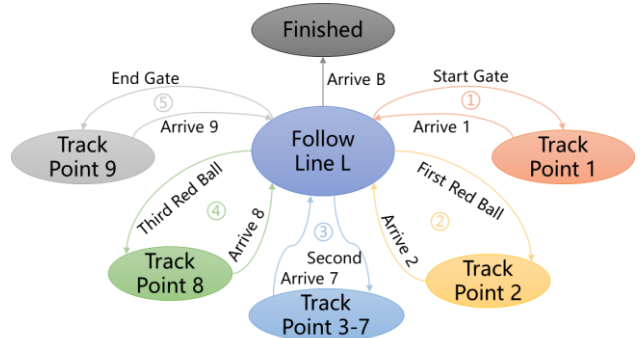 Finished
Arrive B
End Gate
Start Gate
⑤
①
Arrive 9
Arrive 1
Track
Point 9
Follow
Line L
Track
Point 1
Third Red Ball
First Red Ball
④
②
Arrive 8
③
Arrive 2
Second
Arrive 7
Track
Point 8
Track
Point 2
Track
Point 3-7